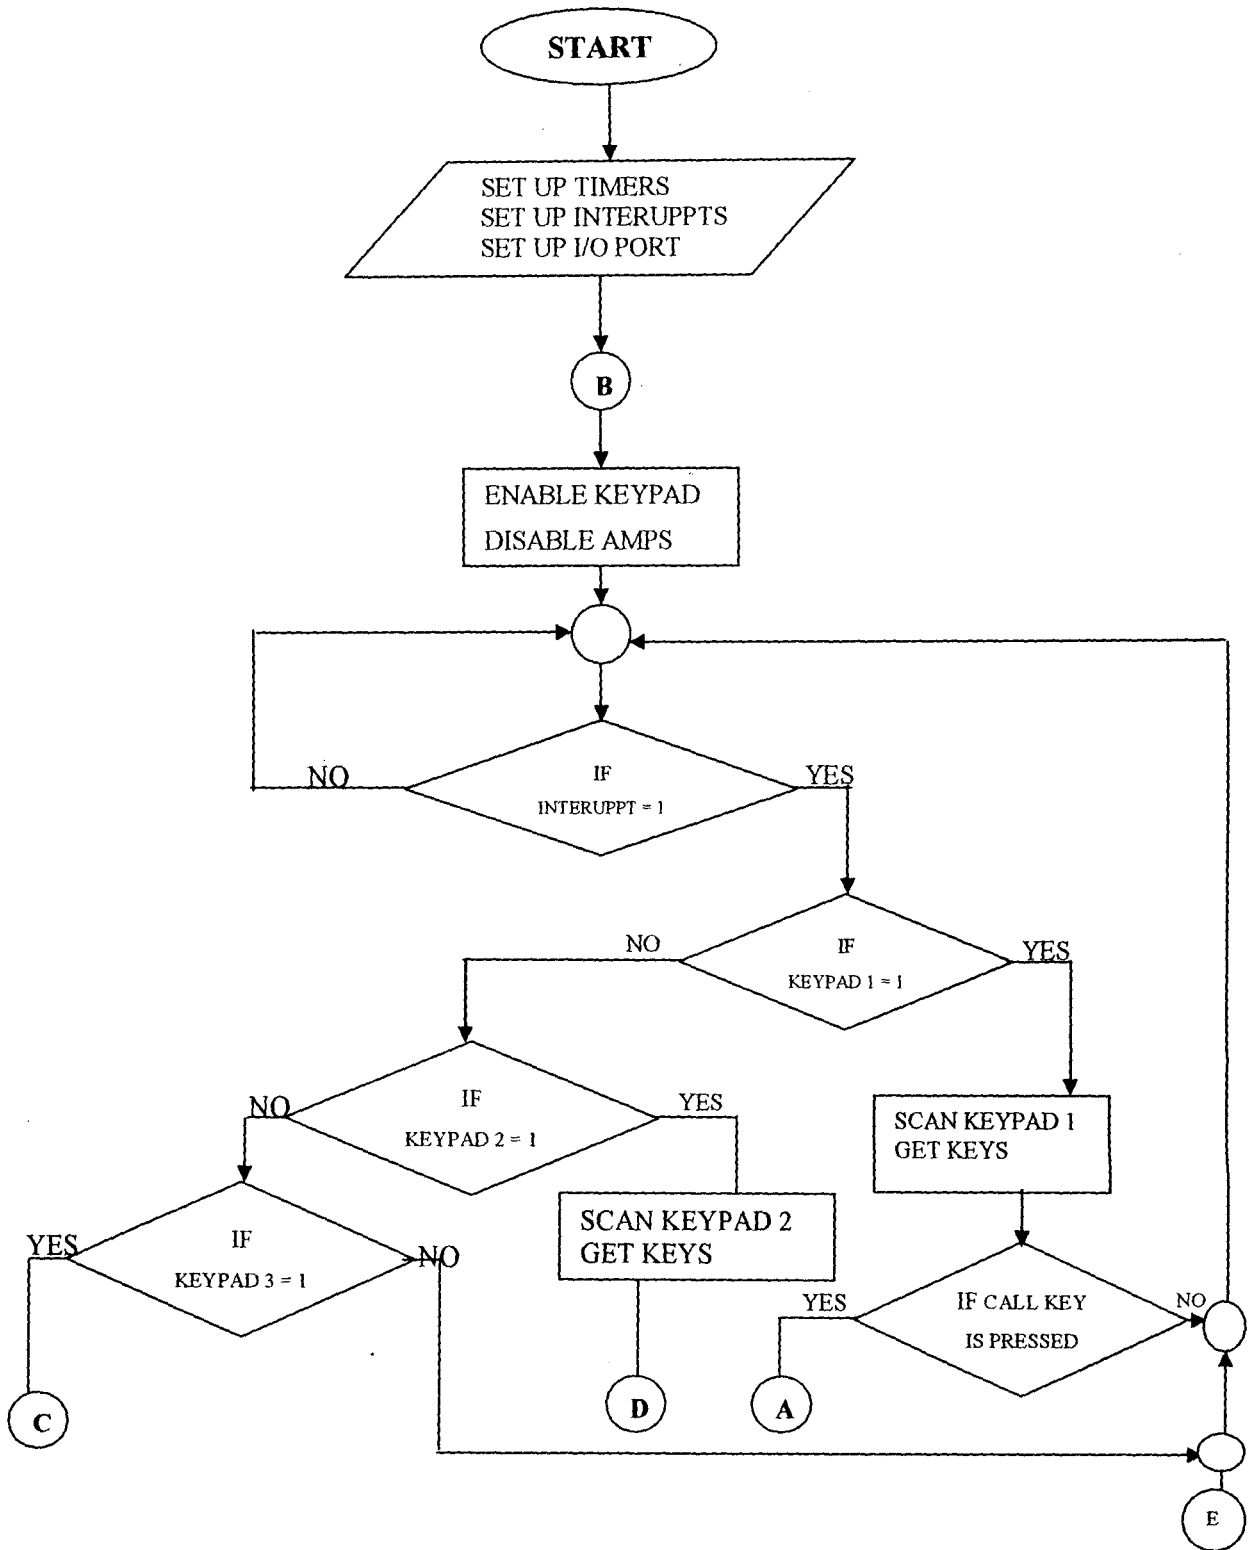 START
SET UP TIMERS
SET UP INTERUPPTS
SET UP I/O PORT
B
ENABLE KEYPAD
DISABLE AMPS
NO
IF
INTERUPPT = 1
YES
NO
IF
KEYPAD 1 = 1
YES
NO
IF
KEYPAD 2 = 1
YES
SCAN KEYPAD 1
GET KEYS
YES
IF
KEYPAD 3 = 1
NO
SCAN KEYPAD 2
GET KEYS
YES
IF CALL KEY
IS PRESSED
NO
C
D
A
E